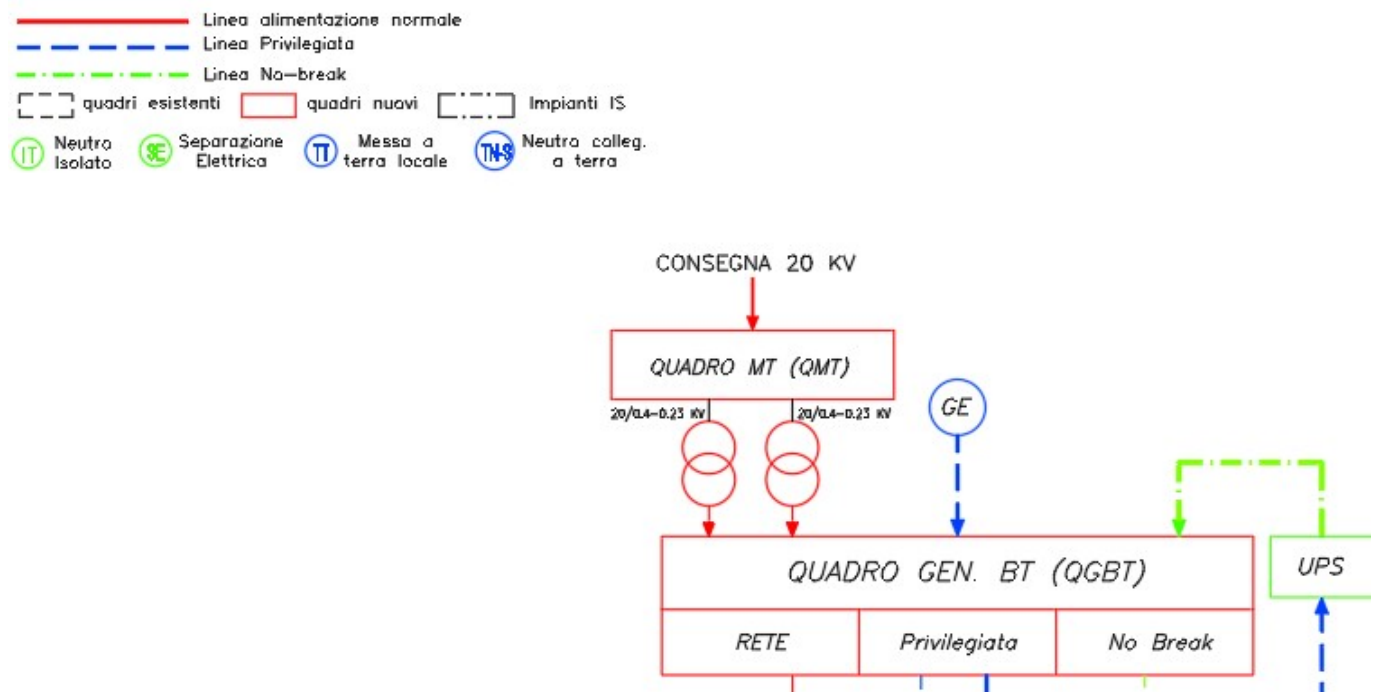 Linea alimentazione normale
Linea Privilegiata
Linea No-break
quadri esistenti quadri nuovi Impianti IS
IT Neutro Isolato SE Separazione Elettrica TT Messa a terra locale TN-S Neutro colleg. a terra
CONSEGNA 20 KV
QUADRO MT (QMT)
20/0.4-0.23 KV 20/0.4-0.23 KV
GE
QUADRO GEN. BT (QGBT)
UPS
RETE Privilegiata No Break